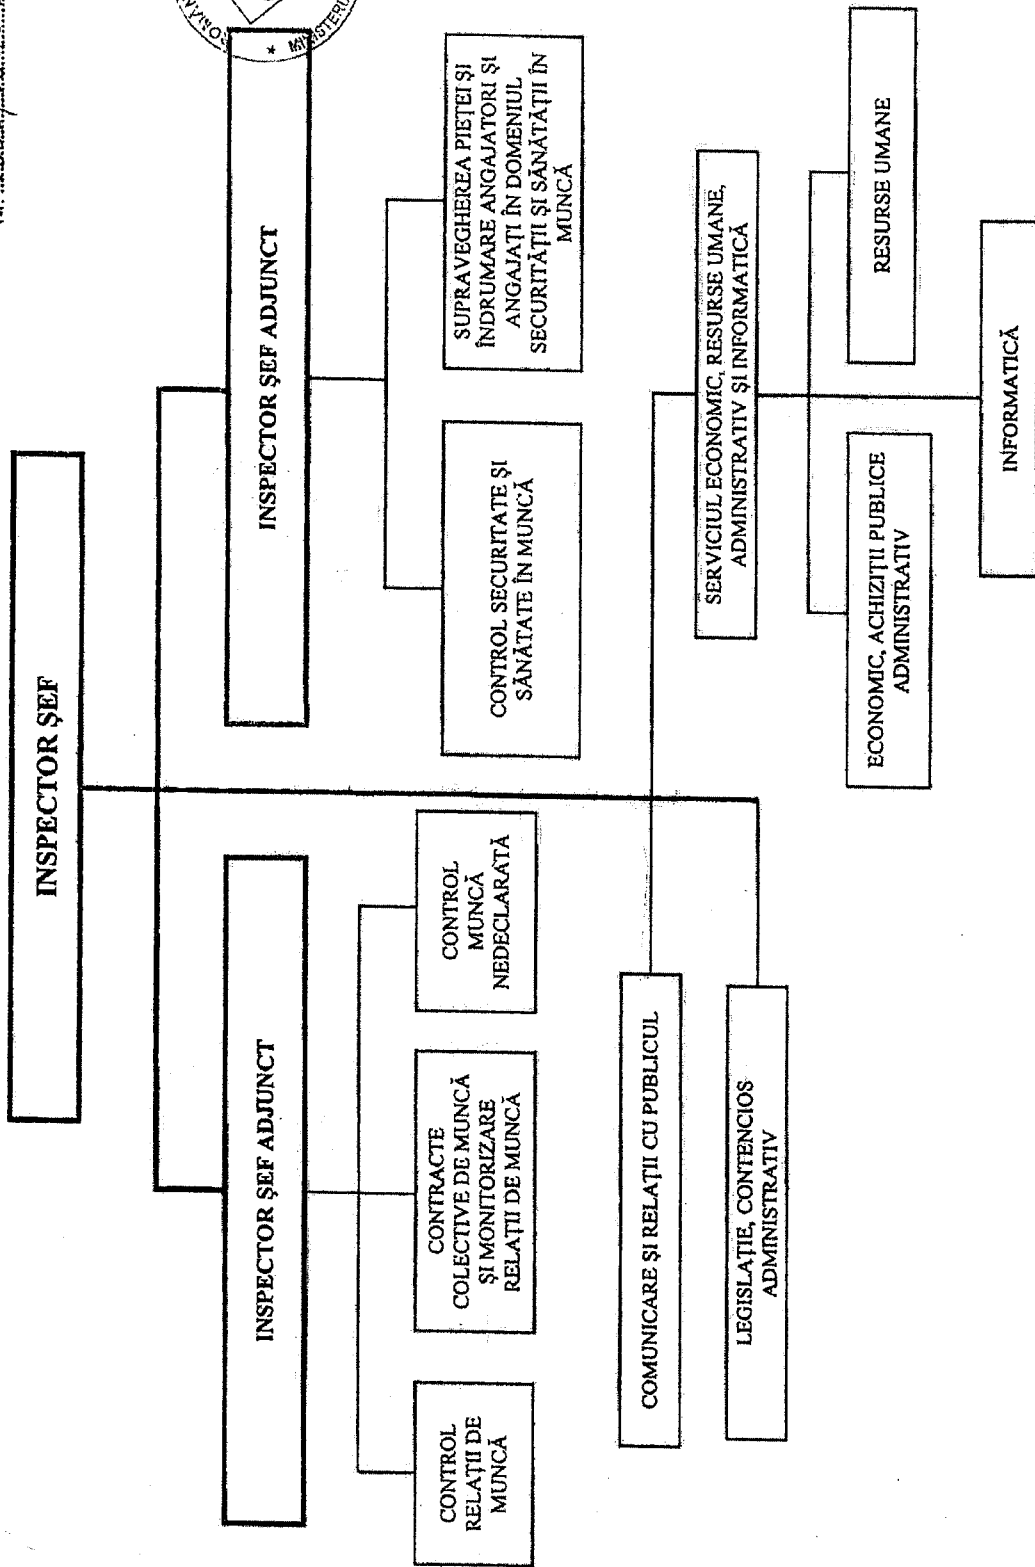 ROMÂNIA
* MINISTERU
INSPECTOR ŞEF
INSPECTOR ŞEF ADJUNCT
INSPECTOR ŞEF ADJUNCT
CONTROL
RELAŢII DE
MUNCĂ
CONTRACTE
COLECTIVE DE MUNCĂ
ŞI MONITORIZARE
RELAŢII DE MUNCĂ
CONTROL
MUNCĂ
NEDECLARATĂ
CONTROL SECURITATE ŞI
SĂNĂTATE ÎN MUNCĂ
SUPRAVEGHEREA PIEŢEI ŞI
ÎNDRUMARE ANGAJATORI ŞI
ANGAJAŢI ÎN DOMENIUL
SECURITĂŢII ŞI SĂNĂTĂŢII ÎN
MUNCĂ
COMUNICARE ŞI RELAŢII CU PUBLICUL
SERVICIUL ECONOMIC, RESURSE UMANE,
ADMINISTRATIV ŞI INFORMATICĂ
LEGISLAŢIE, CONTENCIOS
ADMINISTRATIV
ECONOMIC, ACHIZIŢII PUBLICE
ADMINISTRATIV
RESURSE UMANE
INFORMATICĂ